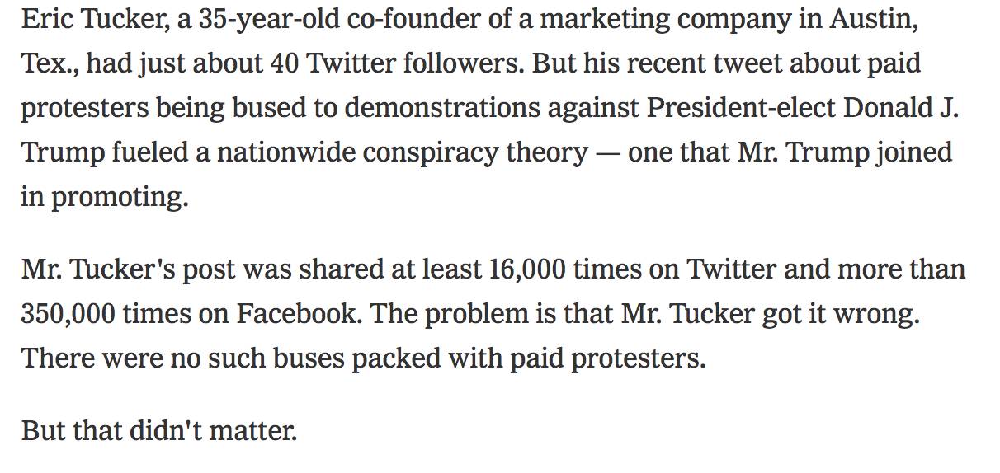 Eric Tucker, a 35-year-old co-founder of a marketing company in Austin,
Tex., had just about 40 Twitter followers. But his recent tweet about paid
protesters being bused to demonstrations against President-elect Donald J.
Trump fueled a nationwide conspiracy theory — one that Mr. Trump joined
in promoting.
Mr. Tucker's post was shared at least 16,000 times on Twitter and more than
350,000 times on Facebook. The problem is that Mr. Tucker got it wrong.
There were no such buses packed with paid protesters.
But that didn't matter.